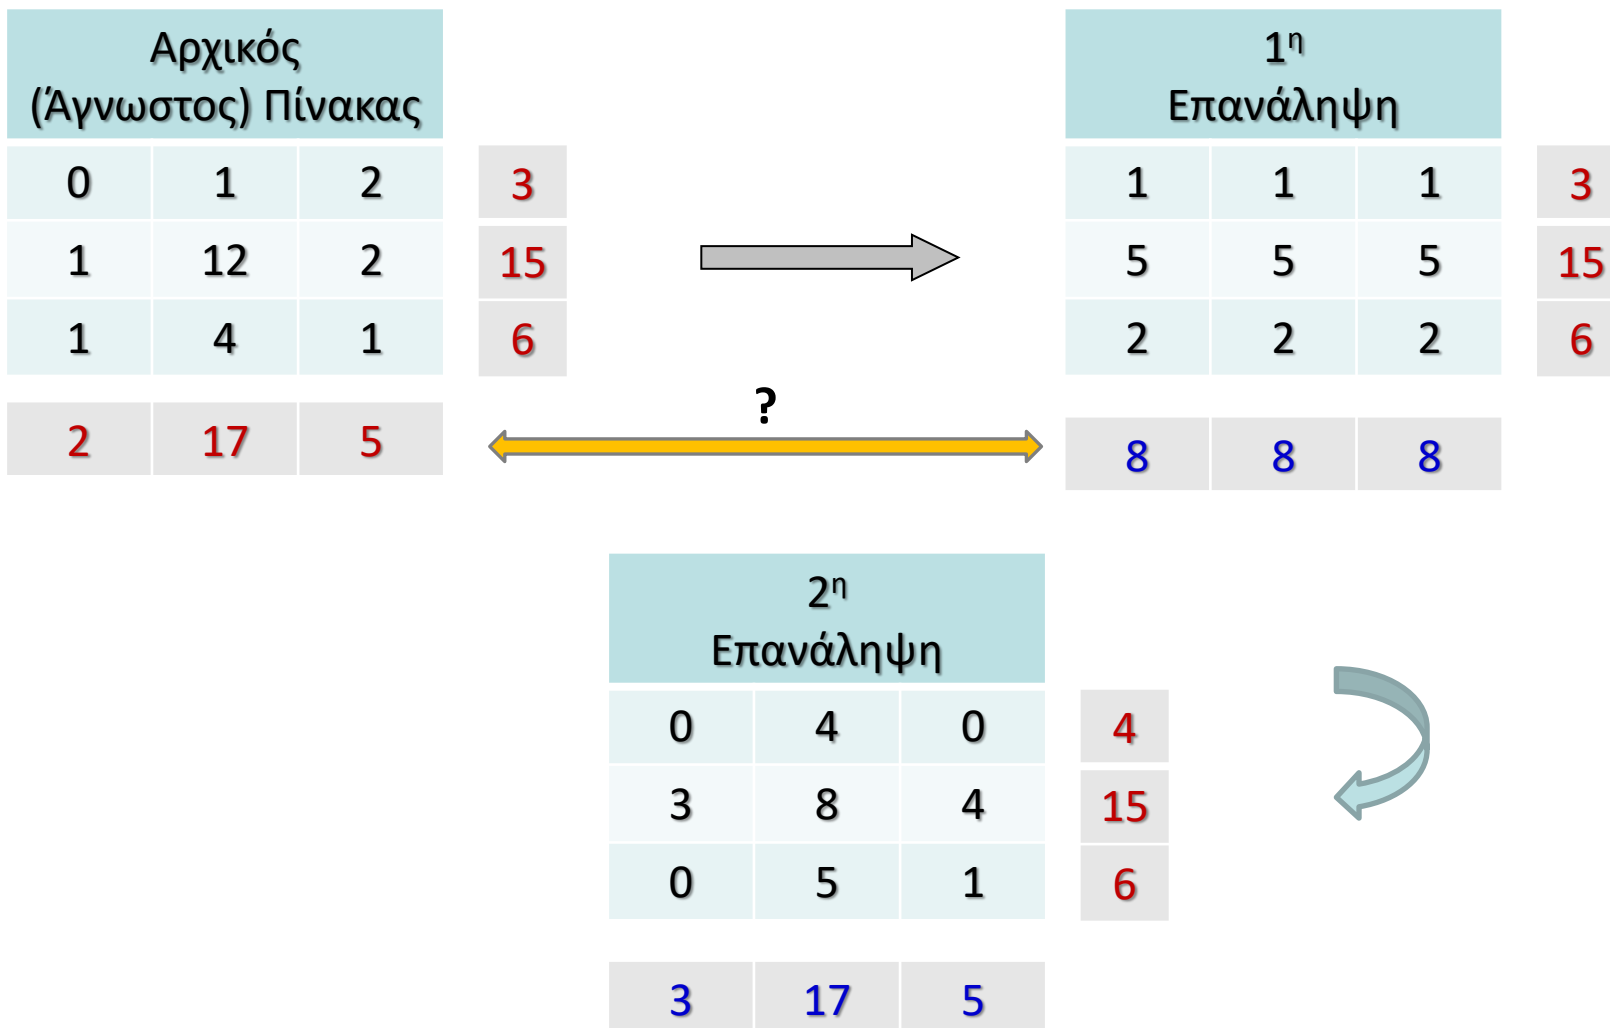 Αρχικός
(Άγνωστος) Πίνακας
0 1 2 3
1 12 2 15
1 4 1 6
2 17 5
?
1η
Επανάληψη
1 1 1 3
5 5 5 15
2 2 2 6
8 8 8
2η
Επανάληψη
0 4 0 4
3 8 4 15
0 5 1 6
3 17 5